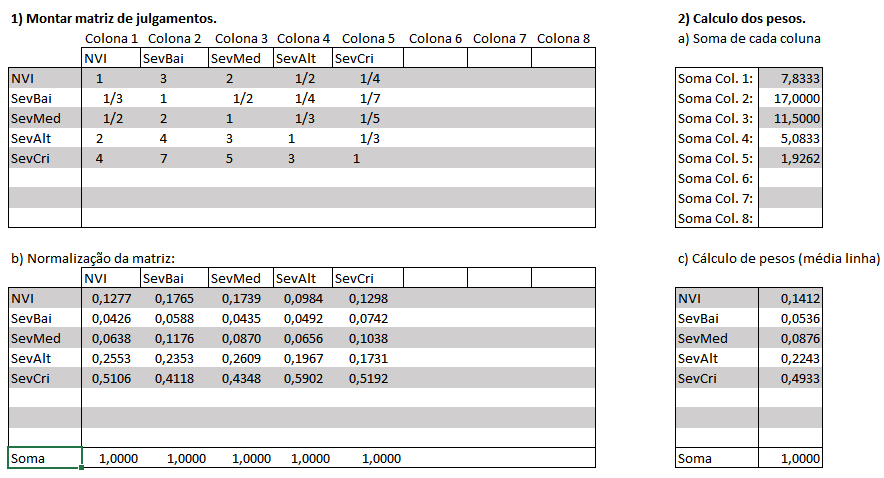 1) Montar matriz de julgamentos.
Colona 1 Colona 2 Colona 3 Colona 4 Colona 5 Colona 6 Colona 7 Colona 8
NVI SevBai SevMed SevAlt SevCri
NVI 1 3 2 1/2 1/4
SevBai 1/3 1 1/2 1/4 1/7
SevMed 1/2 2 1 1/3 1/5
SevAlt 2 4 3 1 1/3
SevCri 4 7 5 3 1
2) Calculo dos pesos.
a) Soma de cada coluna
Soma Col. 1: 7,8333
Soma Col. 2: 17,0000
Soma Col. 3: 11,5000
Soma Col. 4: 5,0833
Soma Col. 5: 1,9262
Soma Col. 6:
Soma Col. 7:
Soma Col. 8:
b) Normalização da matriz:
NVI SevBai SevMed SevAlt SevCri
NVI 0,1277 0,1765 0,1739 0,0984 0,1298
SevBai 0,0426 0,0588 0,0435 0,0492 0,0742
SevMed 0,0638 0,1176 0,0870 0,0656 0,1038
SevAlt 0,2553 0,2353 0,2609 0,1967 0,1731
SevCri 0,5106 0,4118 0,4348 0,5902 0,5192
Soma 1,0000 1,0000 1,0000 1,0000 1,0000
c) Cálculo de pesos (média linha)
NVI 0,1412
SevBai 0,0536
SevMed 0,0876
SevAlt 0,2243
SevCri 0,4933
Soma 1,0000